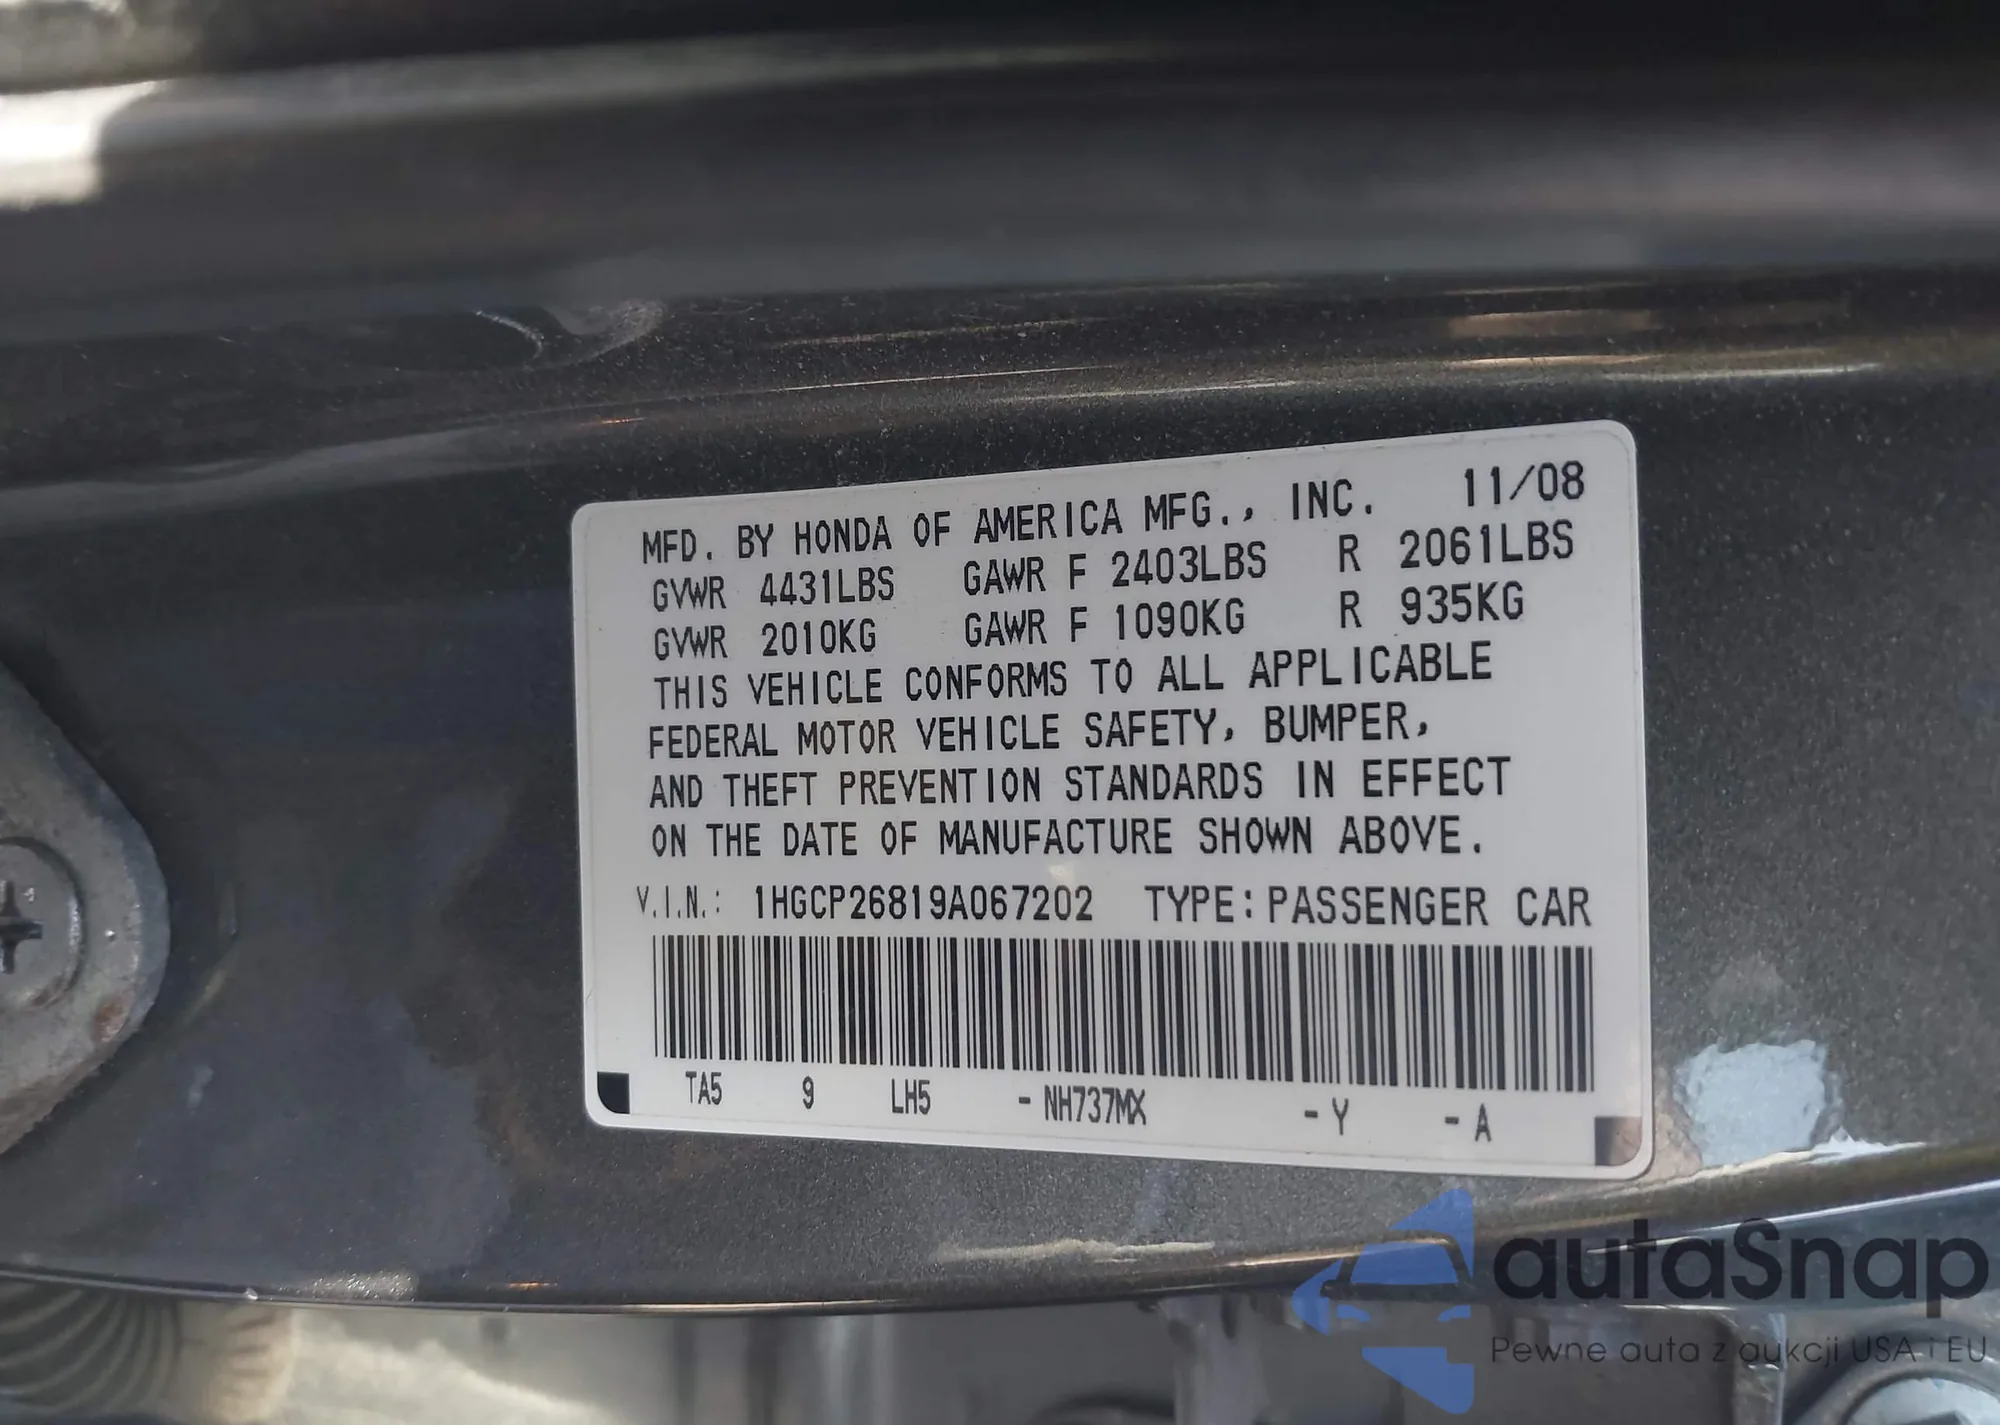 MFD. BY HONDA OF AMERICA MFG., INC. 11/08
GVWR 4431LBS GAWR F 2403LBS R 2061LBS
GVWR 2010KG GAWR F 1090KG R 935KG
THIS VEHICLE CONFORMS TO ALL APPLICABLE
FEDERAL MOTOR VEHICLE SAFETY, BUMPER,
AND THEFT PREVENTION STANDARDS IN EFFECT
ON THE DATE OF MANUFACTURE SHOWN ABOVE.
V.I.N.: 1HGCP26819A067202 TYPE: PASSENGER CAR
TA5 9 LH5 - NH737MX - Y - A
autaSnap
Pewne auta z aukcji USA i EU